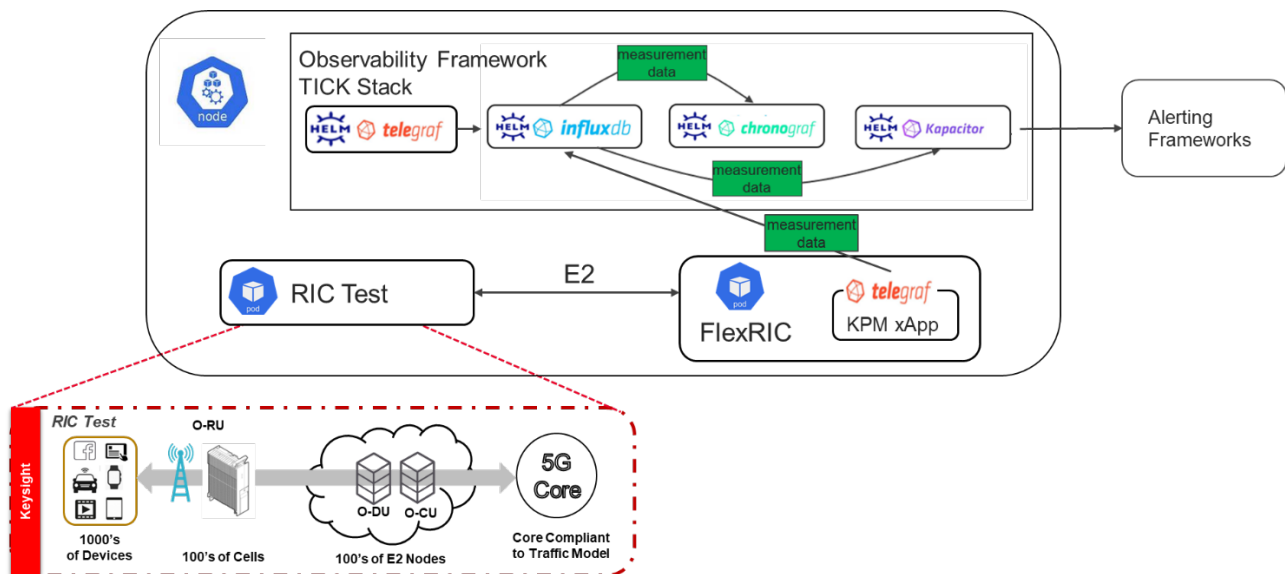 Observability Framework
TICK Stack
measurement
data
node
HELM
telegraf
HELM
influxdb
HELM
chronograf
HELM
Kapacitor
Alerting
Frameworks
measurement
data
measurement
data
pod
RIC Test
E2
pod
FlexRIC
telegraf
KPM xApp
Keysight
RIC Test
O-RU
5G
Core
O-DU
O-CU
1000's
of Devices
100's of Cells
100's of E2 Nodes
Core Compliant
to Traffic Model